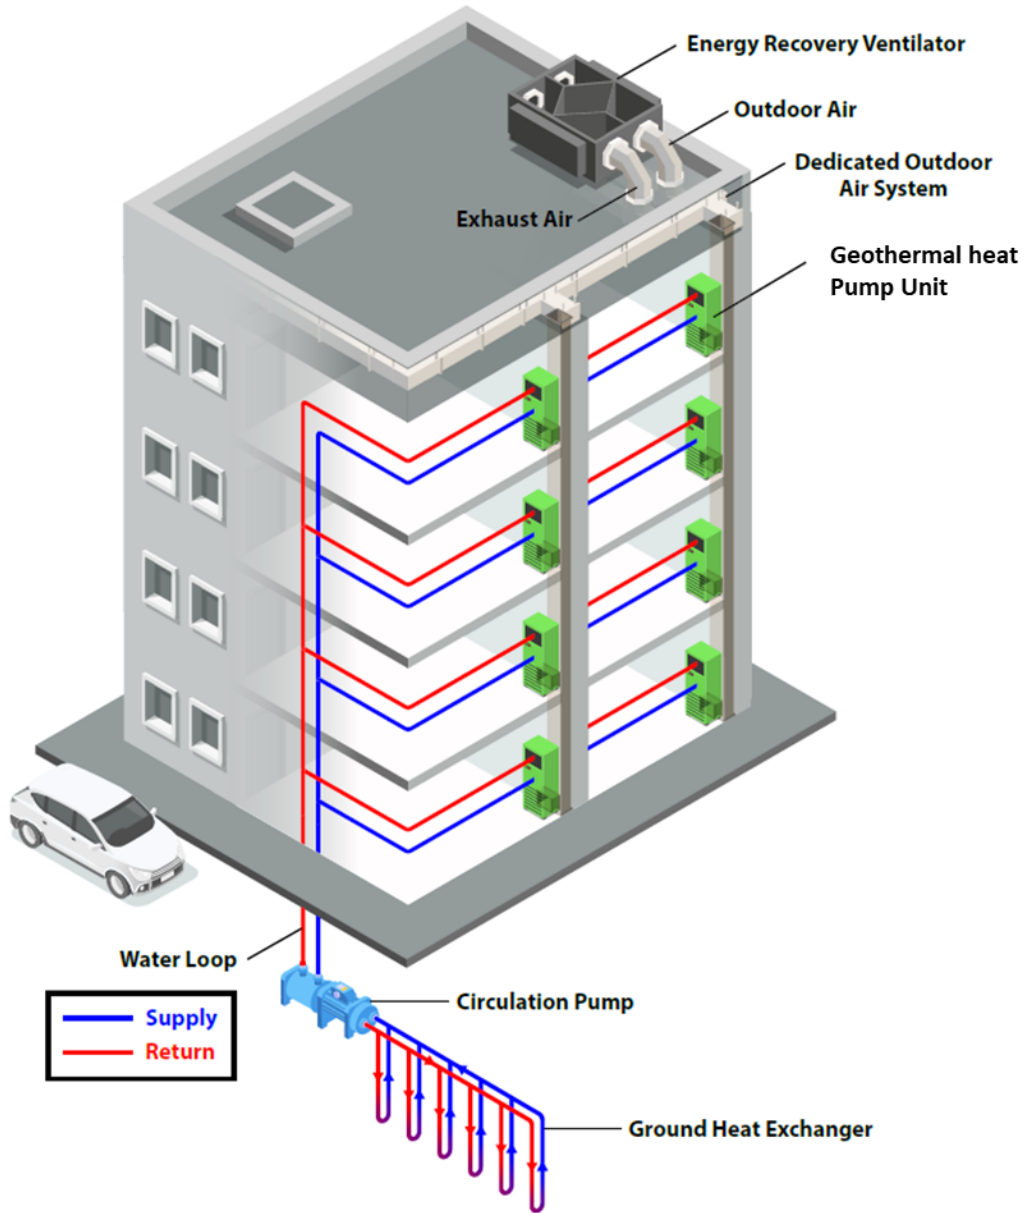 Energy Recovery Ventilator
Outdoor Air
Dedicated Outdoor
Air System
Exhaust Air
Geothermal heat
Pump Unit
Water Loop
Circulation Pump
Supply
Return
Ground Heat Exchanger